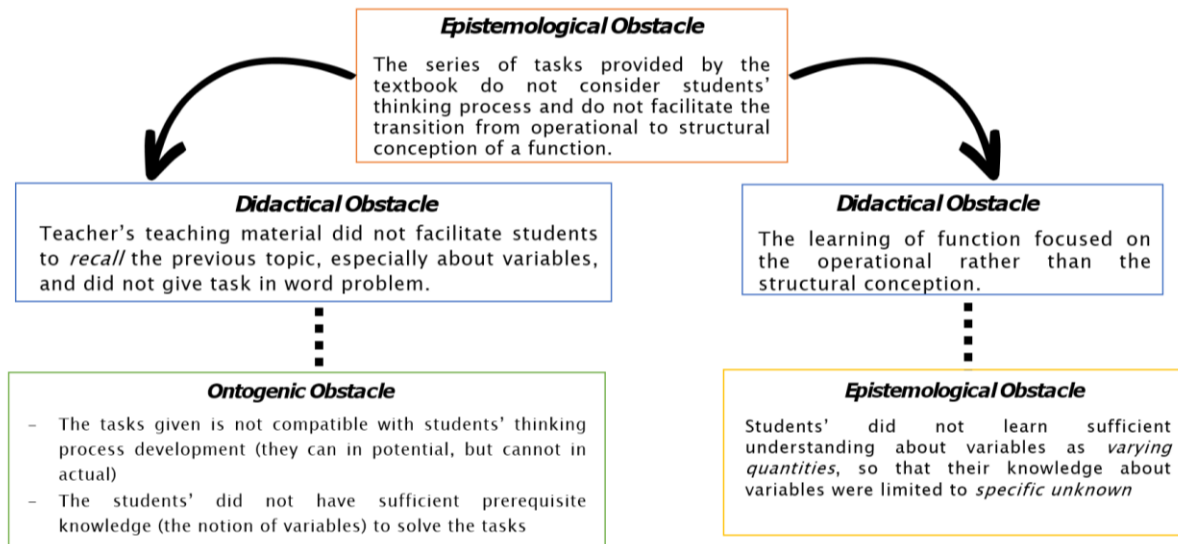 Epistemological Obstacle
The series of tasks provided by the
textbook do not consider students’
thinking process and do not facilitate the
transition from operational to structural
conception of a function.
Didactical Obstacle
Teacher’s teaching material did not facilitate students
to recall the previous topic, especially about variables,
and did not give task in word problem.
Didactical Obstacle
The learning of function focused on
the operational rather than the
structural conception.
Ontogenic Obstacle
– The tasks given is not compatible with students’ thinking
process development (they can in potential, but cannot in
actual)
– The students’ did not have sufficient prerequisite
knowledge (the notion of variables) to solve the tasks
Epistemological Obstacle
Students’ did not learn sufficient
understanding about variables as varying
quantities, so that their knowledge about
variables were limited to specific unknown